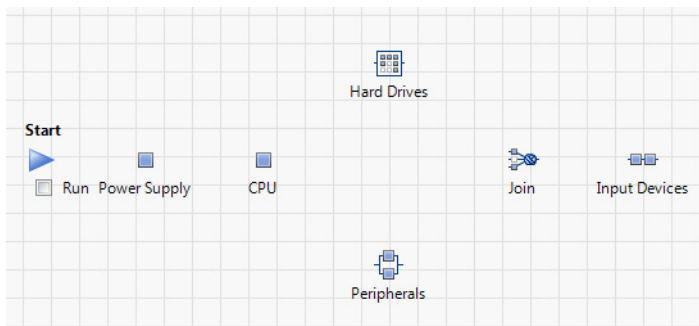 Hard Drives
Start
Run Power Supply CPU Join Input Devices
Peripherals